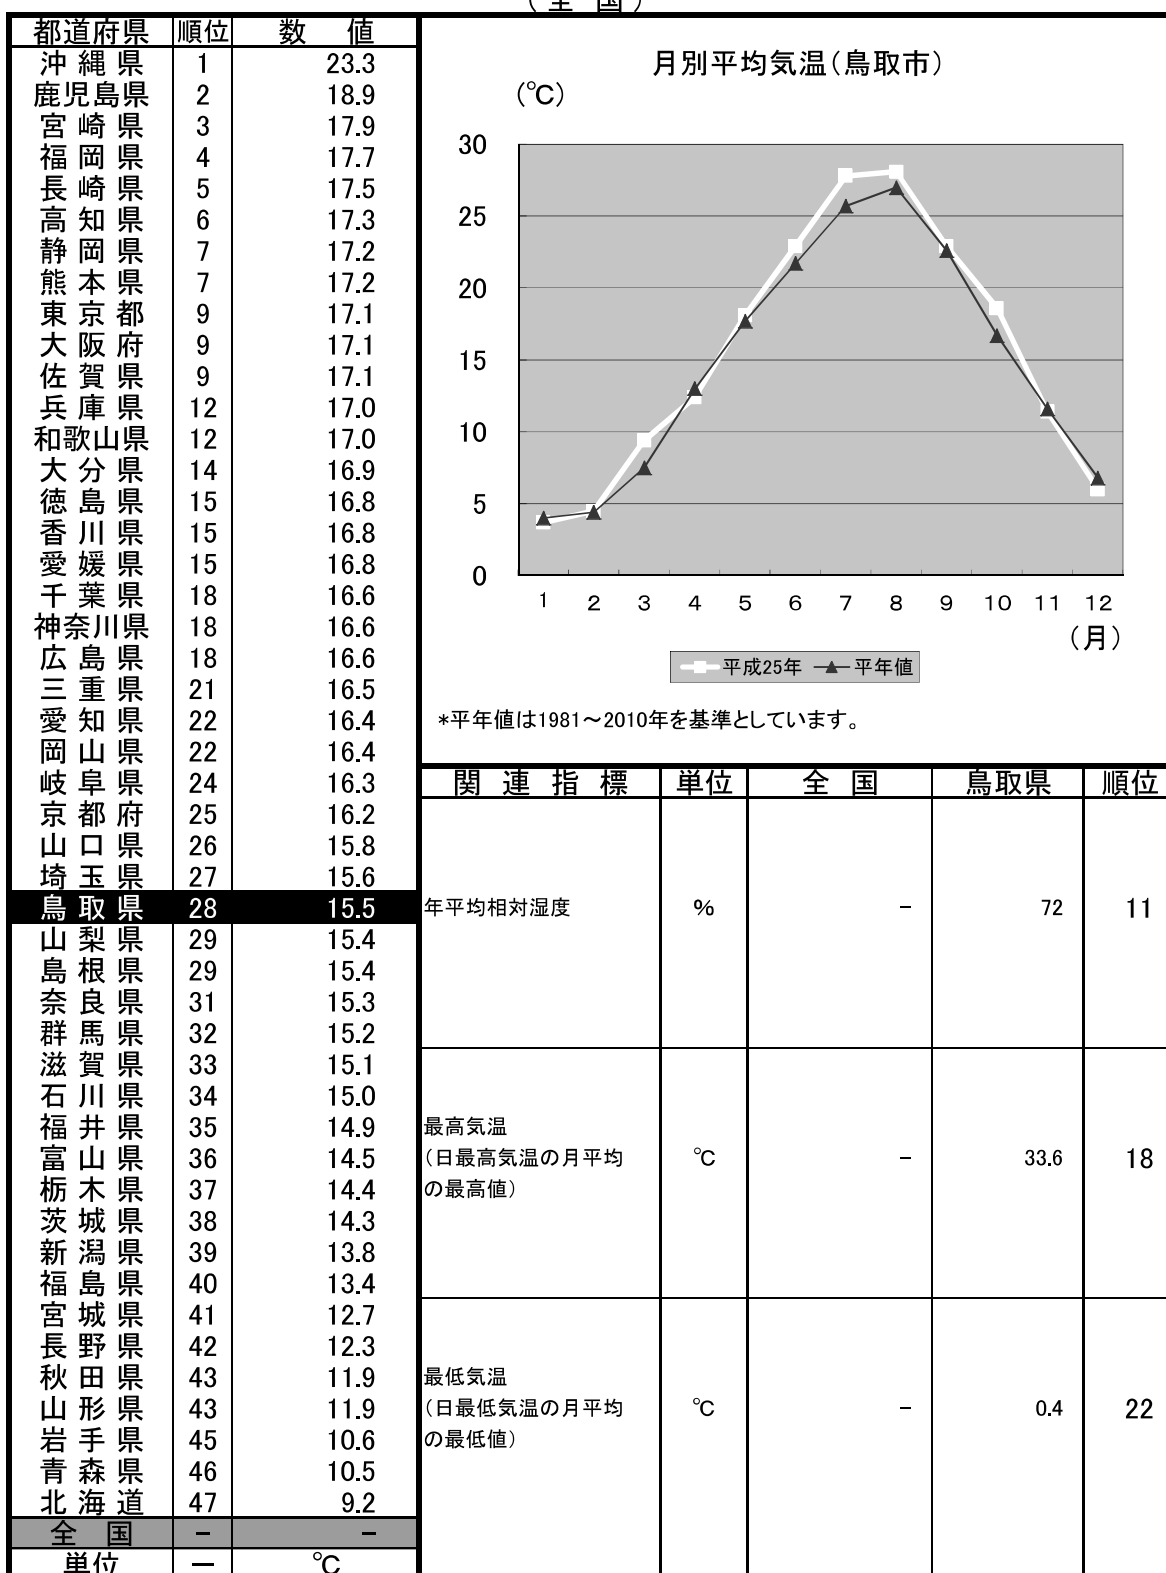 （全　国）
都道府県 順位 数　値
沖縄県 1 23.3
鹿児島県 2 18.9
宮崎県 3 17.9
福岡県 4 17.7
長崎県 5 17.5
高知県 6 17.3
静岡県 7 17.2
熊本県 7 17.2
東京都 9 17.1
大阪府 9 17.1
佐賀県 9 17.1
兵庫県 12 17.0
和歌山県 12 17.0
大分県 14 16.9
徳島県 15 16.8
香川県 15 16.8
愛媛県 15 16.8
千葉県 18 16.6
神奈川県 18 16.6
広島県 18 16.6
三重県 21 16.5
愛知県 22 16.4
岡山県 22 16.4
岐阜県 24 16.3
京都府 25 16.2
山口県 26 15.8
埼玉県 27 15.6
鳥取県 28 15.5
山梨県 29 15.4
島根県 29 15.4
奈良県 31 15.3
群馬県 32 15.2
滋賀県 33 15.1
石川県 34 15.0
福井県 35 14.9
富山県 36 14.5
栃木県 37 14.4
茨城県 38 14.3
新潟県 39 13.8
福島県 40 13.4
宮城県 41 12.7
長野県 42 12.3
秋田県 43 11.9
山形県 43 11.9
岩手県 45 10.6
青森県 46 10.5
北海道 47 9.2
全　国 － －
単位 － ℃
月別平均気温（鳥取市）
（℃）
30
25
20
15
10
5
0
1 2 3 4 5 6 7 8 9 10 11 12
（月）
平成25年 平年値
*平年値は1981～2010年を基準としています。
関連指標 単位 全　国 鳥取県 順位
年平均相対湿度 % － 72 11
最高気温
（日最高気温の月平均 ℃ － 33.6 18
の最高値）
最低気温
（日最低気温の月平均 ℃ － 0.4 22
の最低値）